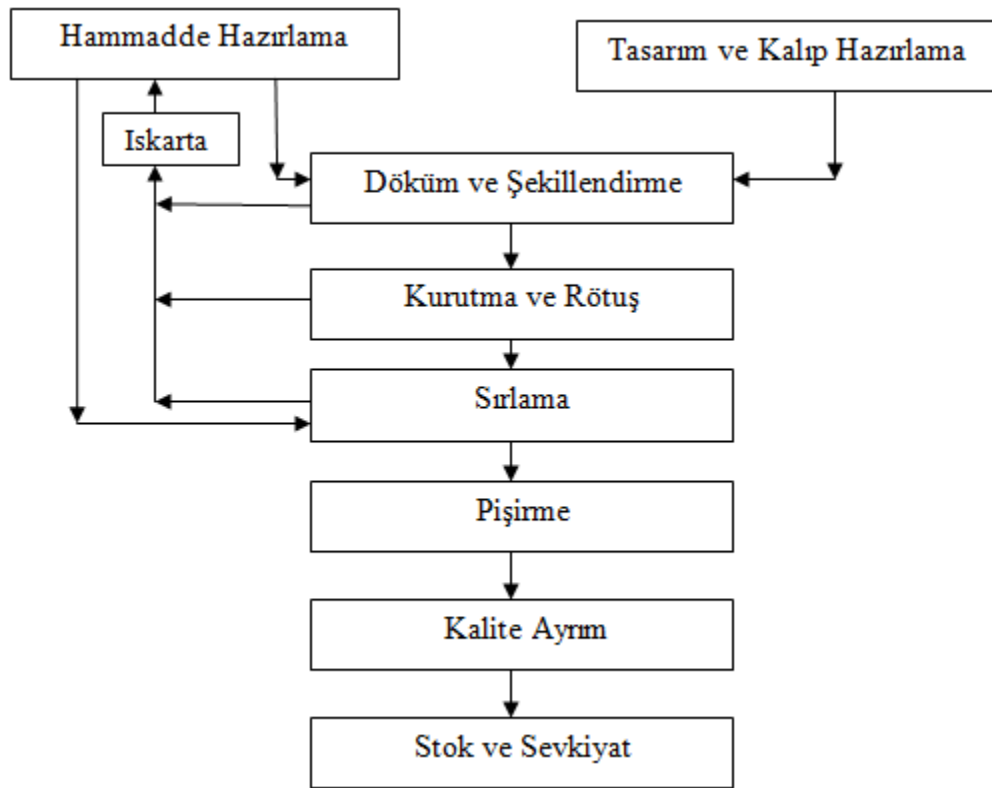 Hammadde Hazırlama
Tasarım ve Kalıp Hazırlama
Iskarta
Döküm ve Şekillendirme
Kurutma ve Rötuş
Sırlama
Pişirme
Kalite Ayrım
Stok ve Sevkiyat